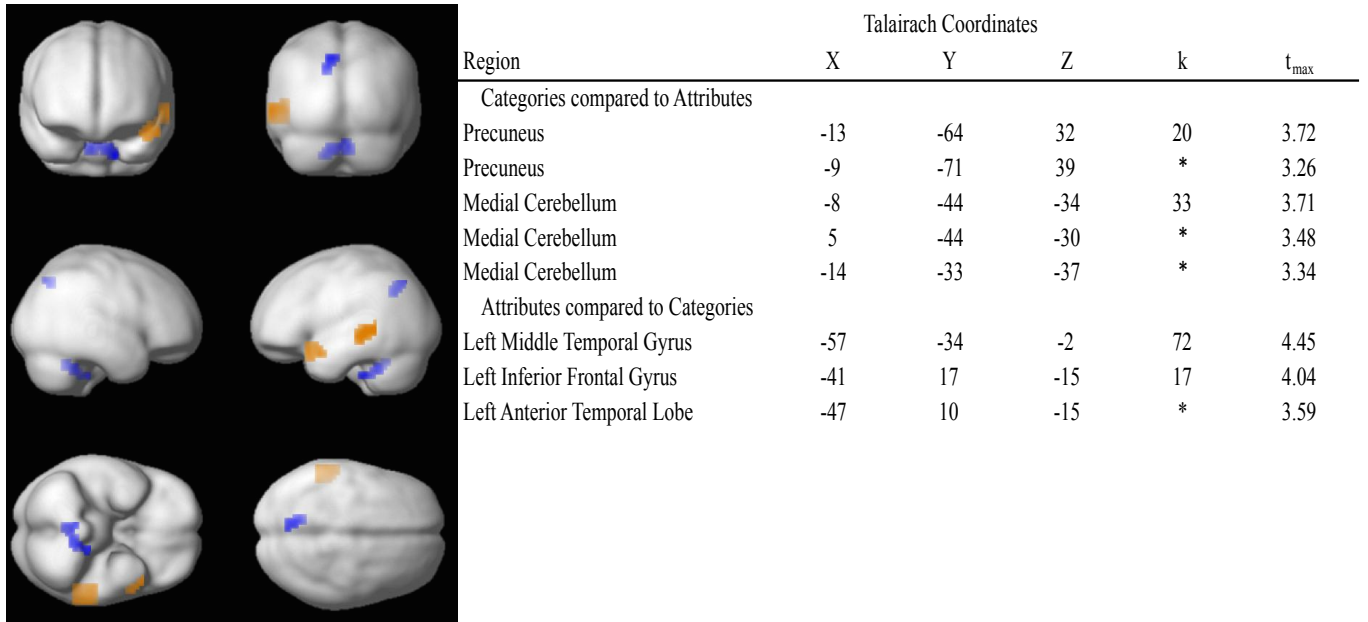 Talairach Coordinates
Region X Y Z k tmax
Categories compared to Attributes
Precuneus -13 -64 32 20 3.72
Precuneus -9 -71 39 * 3.26
Medial Cerebellum -8 -44 -34 33 3.71
Medial Cerebellum 5 -44 -30 * 3.48
Medial Cerebellum -14 -33 -37 * 3.34
Attributes compared to Categories
Left Middle Temporal Gyrus -57 -34 -2 72 4.45
Left Inferior Frontal Gyrus -41 17 -15 17 4.04
Left Anterior Temporal Lobe -47 10 -15 * 3.59